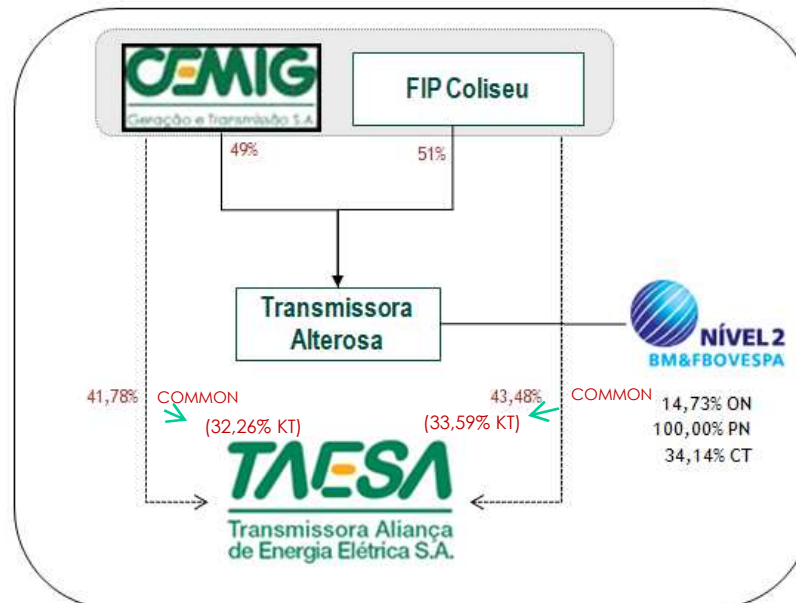 CEMIG
Geração e Transmissão S.A
FIP Coliseu
49%
51%
Transmissora
Alterosa
NÍVEL 2
BM&FBOVESPA
41,78%
COMMON
43,48%
COMMON
(32,26% KT)
(33,59% KT)
14,73% ON
100,00% PN
34,14% CT
TAESA
Transmissora Aliança
de Energia Elétrica S.A.